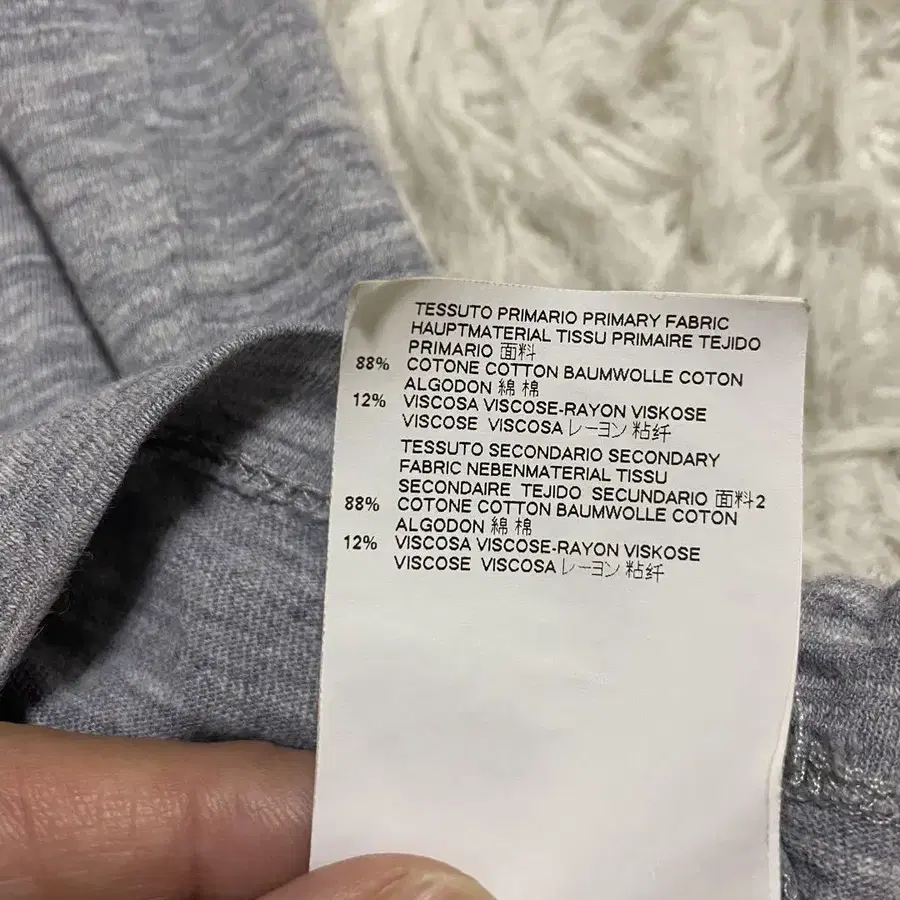 TESSUTO PRIMARIO PRIMARY FABRIC
HAUPTMATERIAL TISSU PRIMAIRE TEJIDO
PRIMARIO 面料
88% COTONE COTTON BAUMWOLLE COTON
ALGODON 綿 棉
12% VISCOSA VISCOSE-RAYON VISKOSE
VISCOSE VISCOSA レーヨン 粘纤
TESSUTO SECONDARIO SECONDARY
FABRIC NEBENMATERIAL TISSU
SECONDAIRE TEJIDO SECUNDARIO 面料2
88% COTONE COTTON BAUMWOLLE COTON
ALGODON 綿 棉
12% VISCOSA VISCOSE-RAYON VISKOSE
VISCOSE VISCOSA レーヨン 粘纤